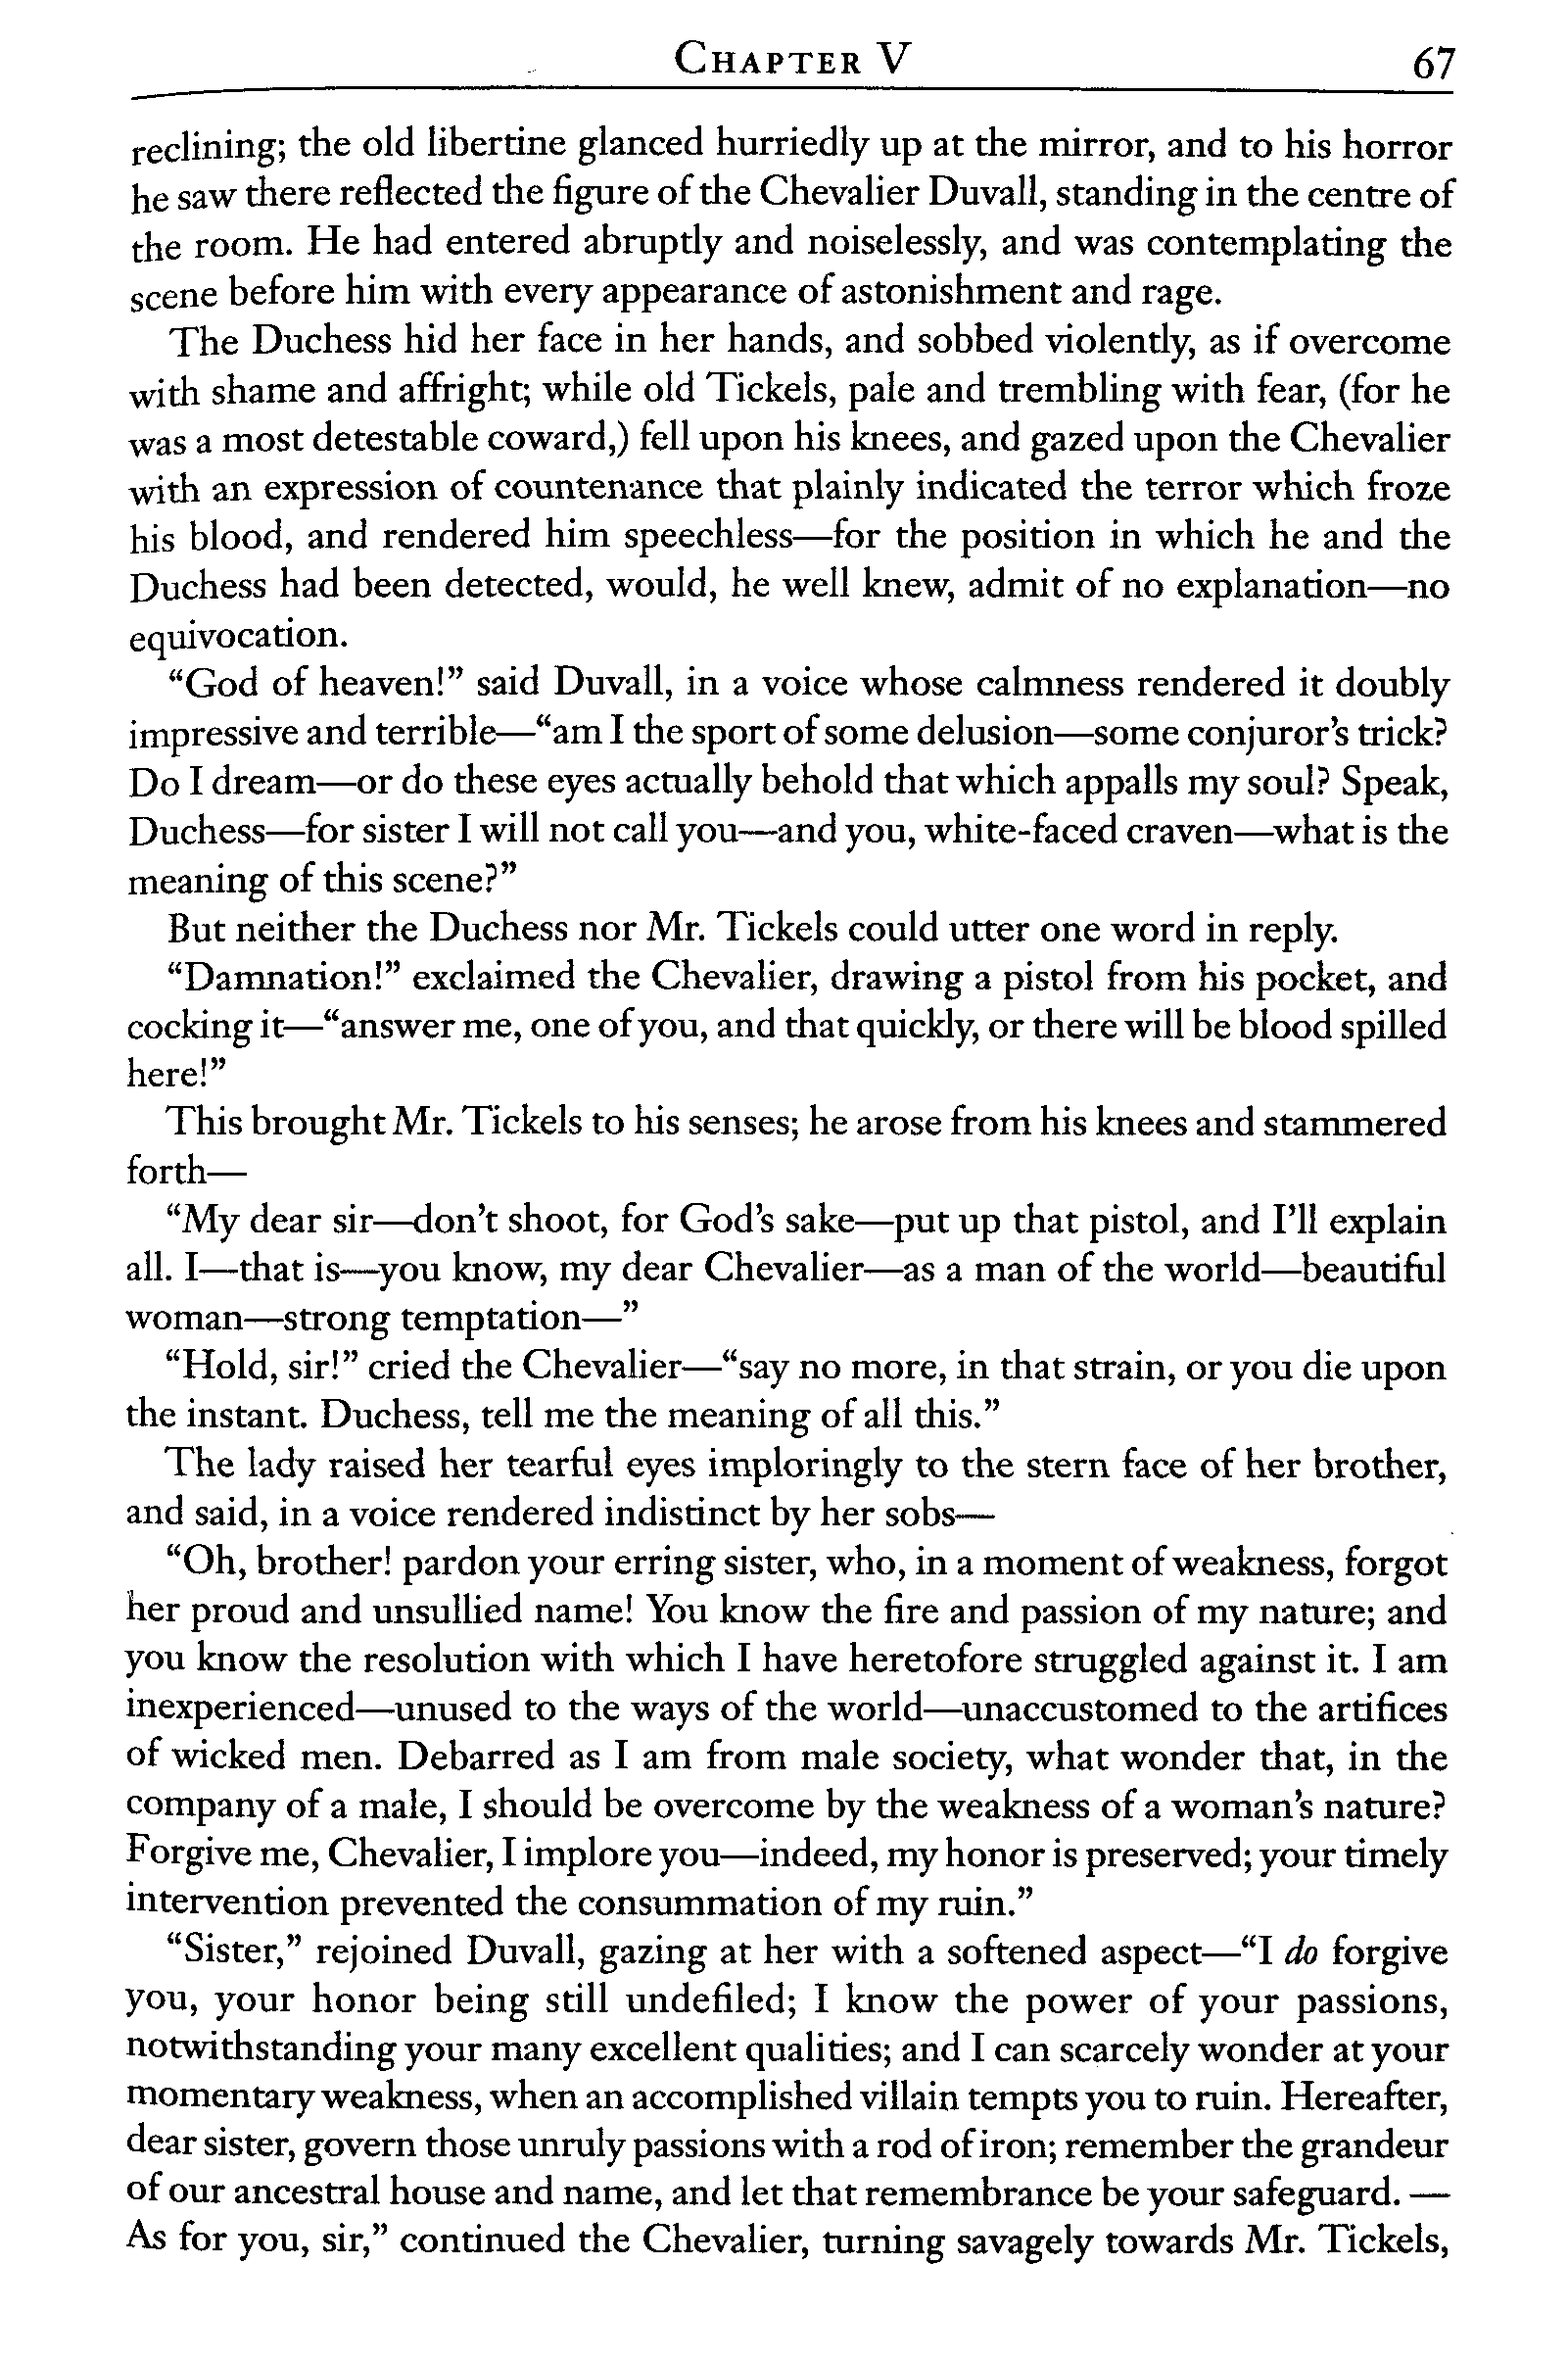 CHAPTER V 67
reclining; the old libertine glanced hurriedly up at the mirror, and to his horror
he saw there reflected the figure of the Chevalier Duvall, standing in the centre of
the room. He had entered abruptly and noiselessly, and was contemplating the
scene before him with every appearance of astonishment and rage.
The Duchess hid her face in her hands, and sobbed violently, as if overcome
with shame and affright; while old Tickels, pale and trembling with fear, (for he
was a most detestable coward,) fell upon his knees, and gazed upon the Chevalier
with an expression of countenance that plainly indicated the terror which froze
his blood, and rendered him speechless—for the position in which he and the
Duchess had been detected, would, he well knew, admit of no explanation—no
equivocation.
“God of heaven!” said Duvall, in a voice whose calmness rendered it doubly
impressive and terrible—“am I the sport of some delusion—some conjuror’s trick?
Do I dream—or do these eyes actually behold that which appalls my soul? Speak,
Duchess—for sister I will not call you—and you, white-faced craven—what is the
meaning of this scene?”
But neither the Duchess nor Mr. Tickels could utter one word in reply.
“Damnation!” exclaimed the Chevalier, drawing a pistol from his pocket, and
cocking it—“answer me, one of you, and that quickly, or there will be blood spilled
here!”
This brought Mr. Tickels to his senses; he arose from his knees and stammered
forth—
“My dear sir—don’t shoot, for God’s sake—put up that pistol, and I’ll explain
all. I—that is—you know, my dear Chevalier—as a man of the world—beautiful
woman—strong temptation—”
“Hold, sir!” cried the Chevalier—“say no more, in that strain, or you die upon
the instant. Duchess, tell me the meaning of all this.”
The lady raised her tearful eyes imploringly to the stern face of her brother,
and said, in a voice rendered indistinct by her sobs—
“Oh, brother! pardon your erring sister, who, in a moment of weakness, forgot
her proud and unsullied name! You know the fire and passion of my nature; and
you know the resolution with which I have heretofore struggled against it. I am
inexperienced—unused to the ways of the world—unaccustomed to the artifices
of wicked men. Debarred as I am from male society, what wonder that, in the
company of a male, I should be overcome by the weakness of a woman’s nature?
Forgive me, Chevalier, I implore you—indeed, my honor is preserved; your timely
intervention prevented the consummation of my ruin.”
“Sister,” rejoined Duvall, gazing at her with a softened aspect—“I do forgive
you, your honor being still undefiled; I know the power of your passions,
notwithstanding your many excellent qualities; and I can scarcely wonder at your
momentary weakness, when an accomplished villain tempts you to ruin. Hereafter,
dear sister, govern those unruly passions with a rod of iron; remember the grandeur
of our ancestral house and name, and let that remembrance be your safeguard. —
As for you, sir,” continued the Chevalier, turning savagely towards Mr. Tickels,